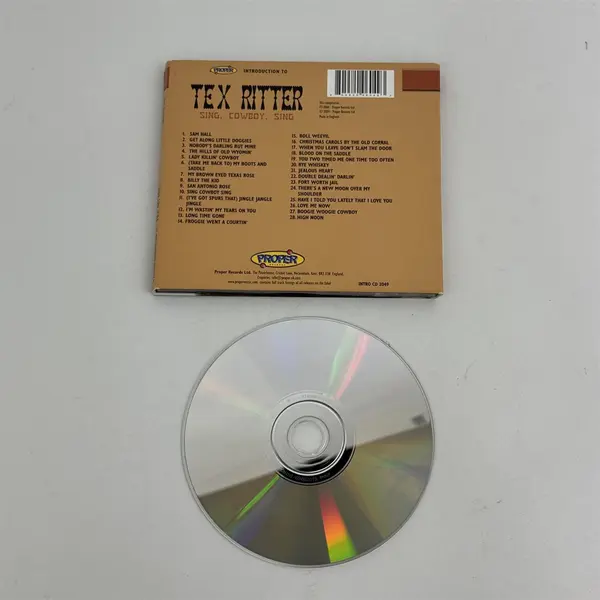 PROPER INTRODUCTION TO
TEX RITTER
SING, COWBOY, SING
1. SAM HALL
2. GET ALONG LITTLE DOGGIES
3. NOBODY'S DARLING BUT MINE
4. THE HILLS OF OLD WYOMIN'
5. LADY KILLIN' COWBOY
6. (TAKE ME BACK TO) MY BOOTS AND
SADDLE
7. MY BROWN EYED TEXAS ROSE
8. BILLY THE KID
9. SAN ANTONIO ROSE
10. SING COWBOY SING
11. (I'VE GOT SPURS THAT) JINGLE JANGLE
JINGLE
12. I'M WASTIN' MY TEARS ON YOU
13. LONG TIME GONE
14. FROGGIE WENT A COURTIN'
15. BOLL WEEVIL
16. CHRISTMAS CAROLS BY THE OLD CORRAL
17. WHEN YOU LEAVE DON'T SLAM THE DOOR
18. BLOOD ON THE SADDLE
19. YOU TWO TIMED ME ONE TIME TOO OFTEN
20. RYE WHISKEY
21. JEALOUS HEART
22. DOUBLE DEALIN' DARLIN'
23. FORT WORTH JAIL
24. THERE'S A NEW MOON OVER MY
SHOULDER
25. HAVE I TOLD YOU LATELY THAT I LOVE YOU
26. LOVE ME NOW
27. BOOGIE WOOGIE COWBOY
28. HIGH NOON
PROPER
Proper Records Ltd.
INTRO CD 2049